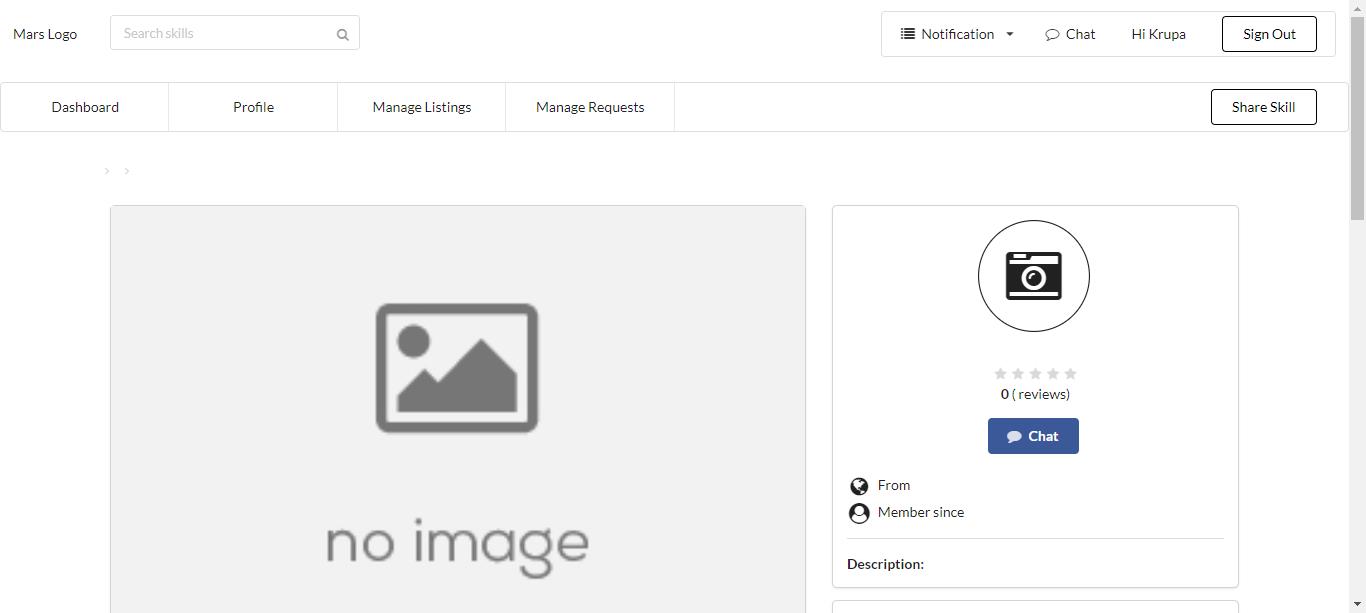 Mars Logo
Search skills
Notification
Chat
Hi Krupa
Sign Out
Dashboard
Profile
Manage Listings
Manage Requests
Share Skill
no image
0 ( reviews)
Chat
From
Member since
Description: